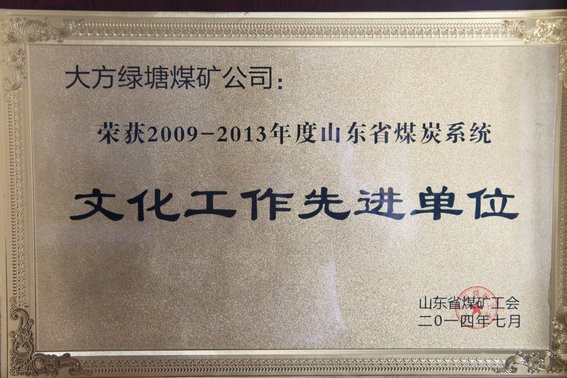 大方绿塘煤矿公司：
荣获2009-2013年度山东省煤炭系统
文化工作先进单位
山东省煤矿工会
二0一四年七月